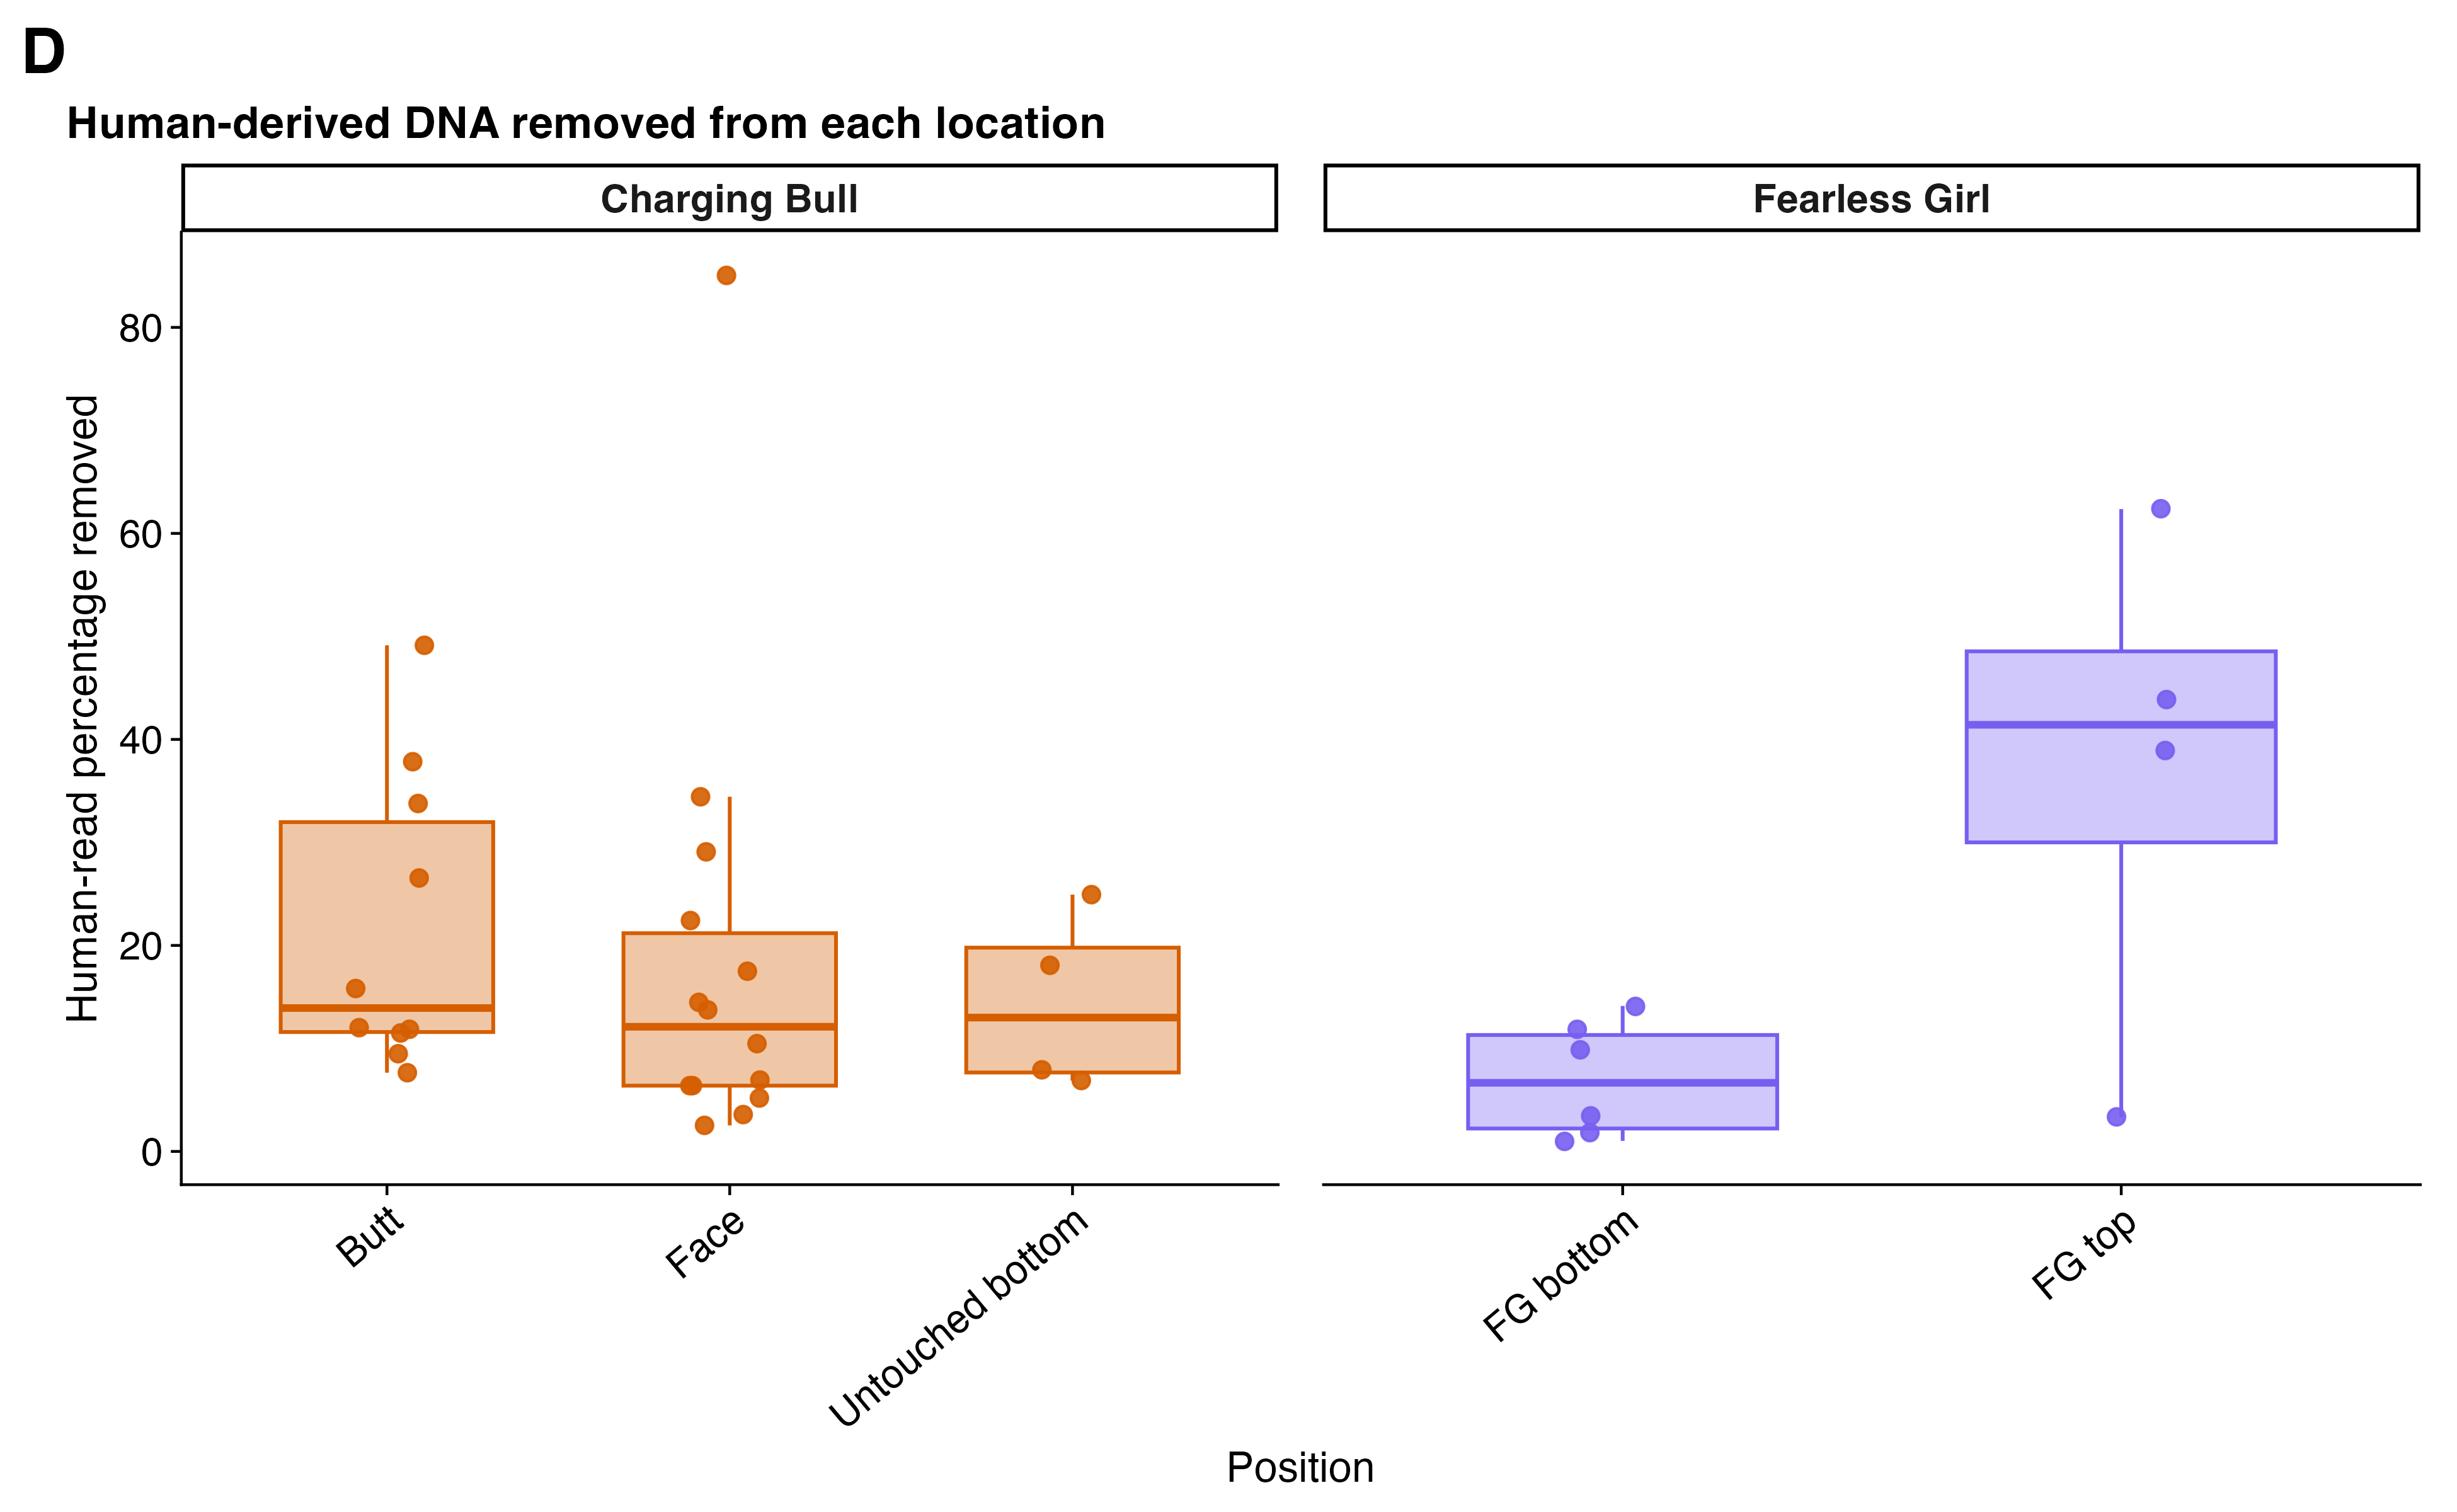 D
Human-derived DNA removed from each location
Charging Bull
Fearless Girl
Human-read percentage removed
80
60
40
20
0
Butt
Face
Untouched bottom
FG bottom
FG top
Position